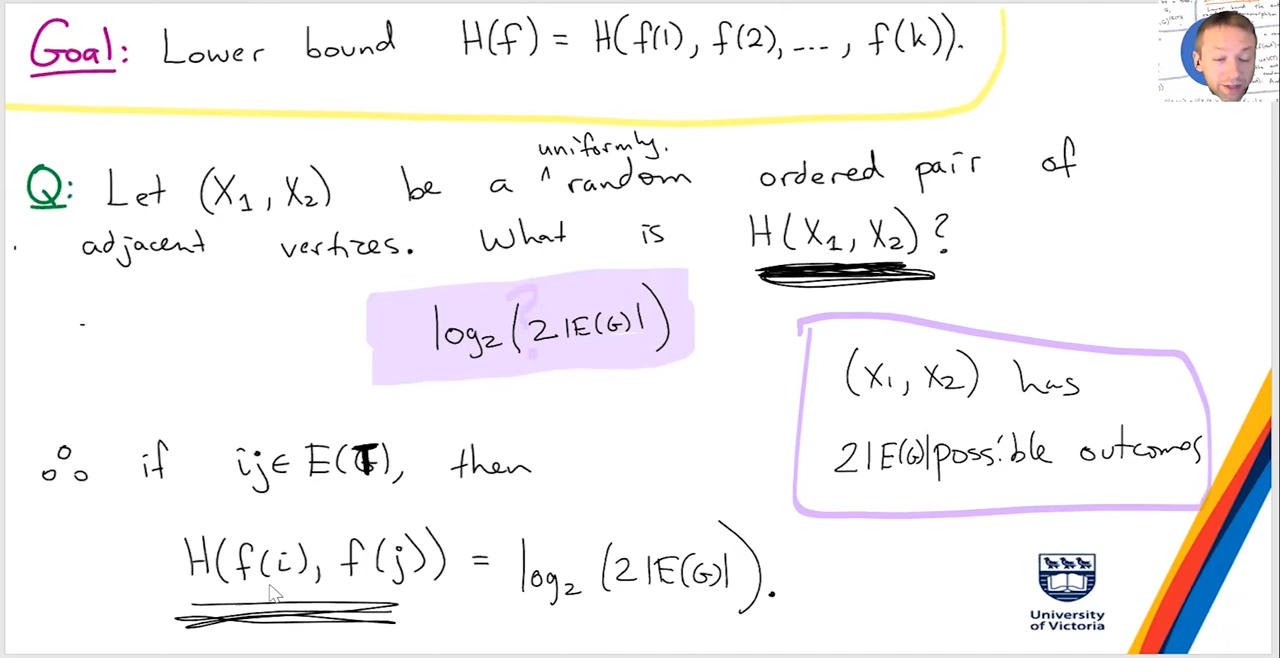 Goal: Lower bound H(f) = H(f(1), f(2), ..., f(k)).
uniformly.
Q: Let (X₁, X₂) be a ^ random ordered pair of
adjacent vertizes. What is H(X₁, X₂)?
log₂(2|E(G)|)
(X₁, X₂) has
2|E(G)| possible outcomes
∴ if ij ∈ E(T), then
H(f(i), f(j)) = log₂(2|E(G)|).
University
of Victoria